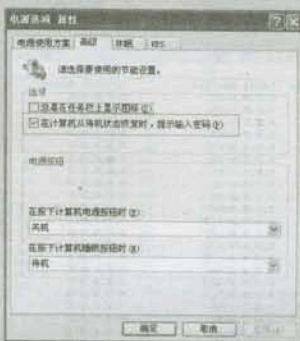 电源选项 属性
电源使用方案 高级 休眠 UPS
请选择要使用的节能设置。
选项
总是在任务栏上显示图标(L)
在计算机从待机状态恢复时，提示输入密码(P)
电源按钮
在按下计算机电源按钮时(E)
关机
在按下计算机睡眠按钮时(R)
待机
确定 取消